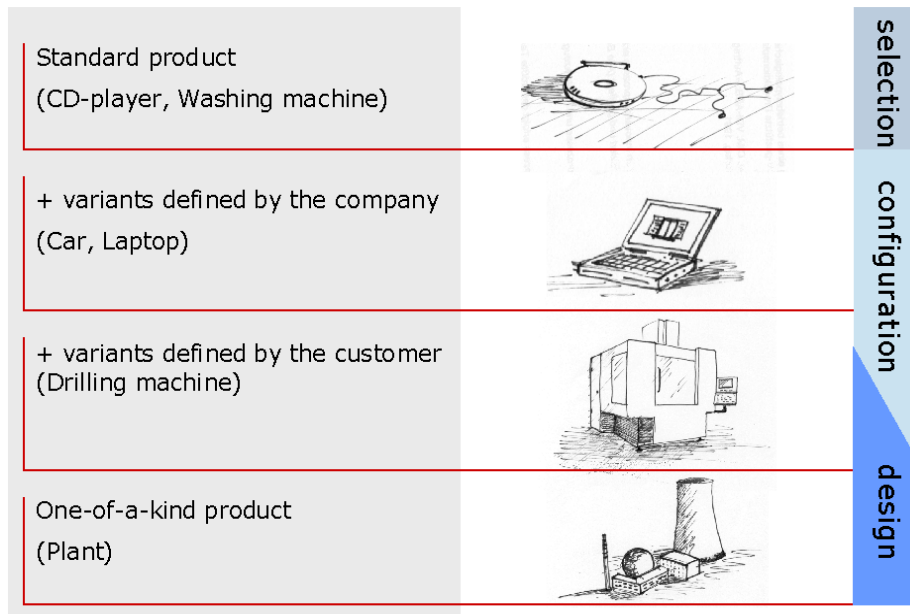 Standard product
(CD-player, Washing machine)
selection
+ variants defined by the company
(Car, Laptop)
configuration
+ variants defined by the customer
(Drilling machine)
design
One-of-a-kind product
(Plant)